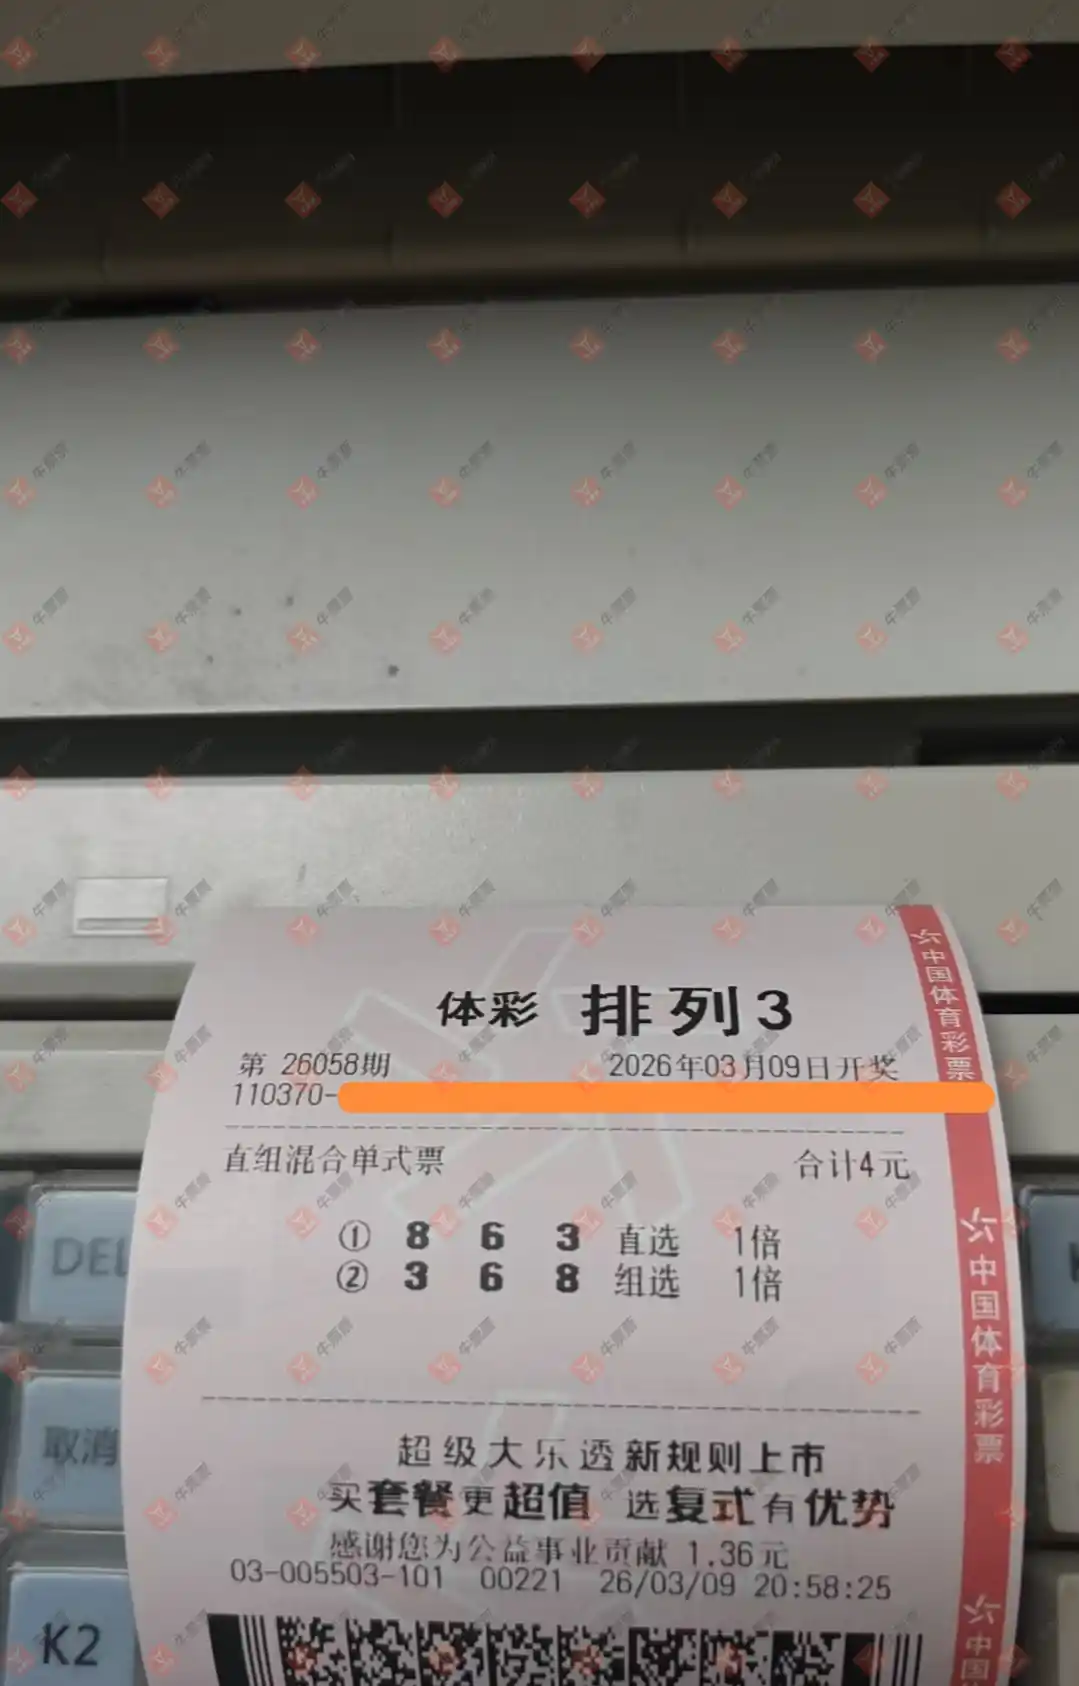 体彩 排列3
第 26058期 2026年03月09日开奖
110370-
直组混合单式票 合计4元
① 8 6 3 直选 1倍
② 3 6 8 组选 1倍
超级大乐透新规则上市
买套餐更超值 选复式有优势
感谢您为公益事业贡献 1.36元
03-005503-101 00221 26/03/09 20:58:25
中国体育彩票
中国体育彩票
中国
DEL
取消
K2
牛票票